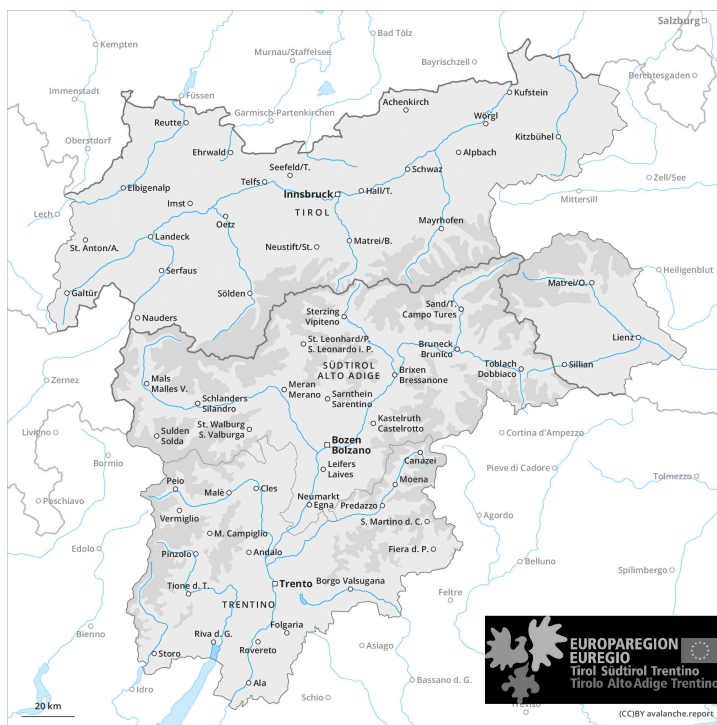 Salzburg
Bad Tölz
Kempten
Murnau/Staffelsee
Bayrischzell
Berchtesgaden
Immenstadt
Füssen
Kufstein
Achenkirch
Garmisch-Partenkirchen
Wörgl
Reutte
Kitzbühel
Oberstdorf
Ehrwald
Alpbach
Seefeld/T.
Schwaz
Zell/See
Telfs
Elbigenalp
Innsbruck
Hall/T.
Mittersill
Imst
TIROL
Lech
Oetz
Mayrhofen
Landeck
St. Anton/A.
Neustift/St.
Matrei/B.
Serfaus
Heiligenblut
Matrei/O.
Galtür
Sölden
Nauders
Sterzing
Vipiteno
Sand/T.
Campo Tures
Lienz
St. Leonhard/P.
S. Leonardo i. P.
Bruneck
Brunico
SÜDTIROL
ALTO ADIGE
Brixen
Bressanone
Toblach
Dobbiaco
Sillian
Zernez
Mals
Malles V.
Meran
Merano
Schlanders
Silandro
Sarnthein
Sarentino
Kastelruth
Castelrotto
St. Walburg
S. Valburga
Livigno
Sulden
Solda
Bozen
Bolzano
Cortina d'Ampezzo
Bormio
Canazei
Leifers
Laives
Pieve di Cadore
Tolmezzo
Peio
Moena
Malè
Cles
Neumarkt
Egna
Predazzo
Poschiavo
Vermiglio
S. Martino d. C.
Agordo
M. Campiglio
Edolo
Pinzolo
Andalo
Fiera d. P.
Belluno
Spilimbergo
Tione d. T.
Trento
Borgo Valsugana
Feltre
TRENTINO
Bienno
Folgaria
Riva d. G.
Rovereto
Asiago
Storo
Ala
Idro
Schio
Bassano d. G.
Treviso
EUROPAREGION
EUREGIO
Tirol Südtirol Trentino
Tirolo AltoAdige Trentino
20 km
(CC)BY avalanche.report